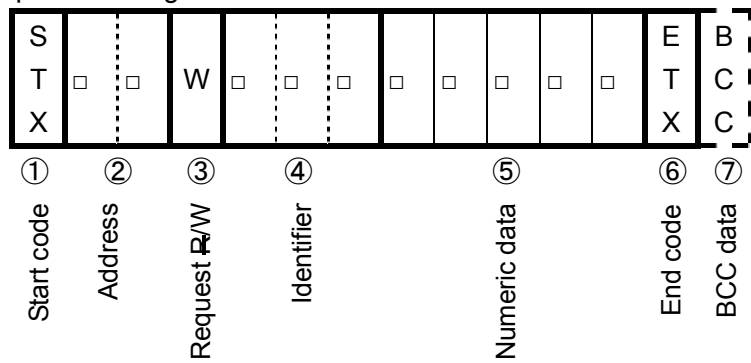 S E B
T □ □ W □ □ □ □ □ □ □ □ T C
X X C
① ② ③ ④ ⑤ ⑥ ⑦
Start code
Address
Request R/W
Identifier
Numeric data
End code
BCC data